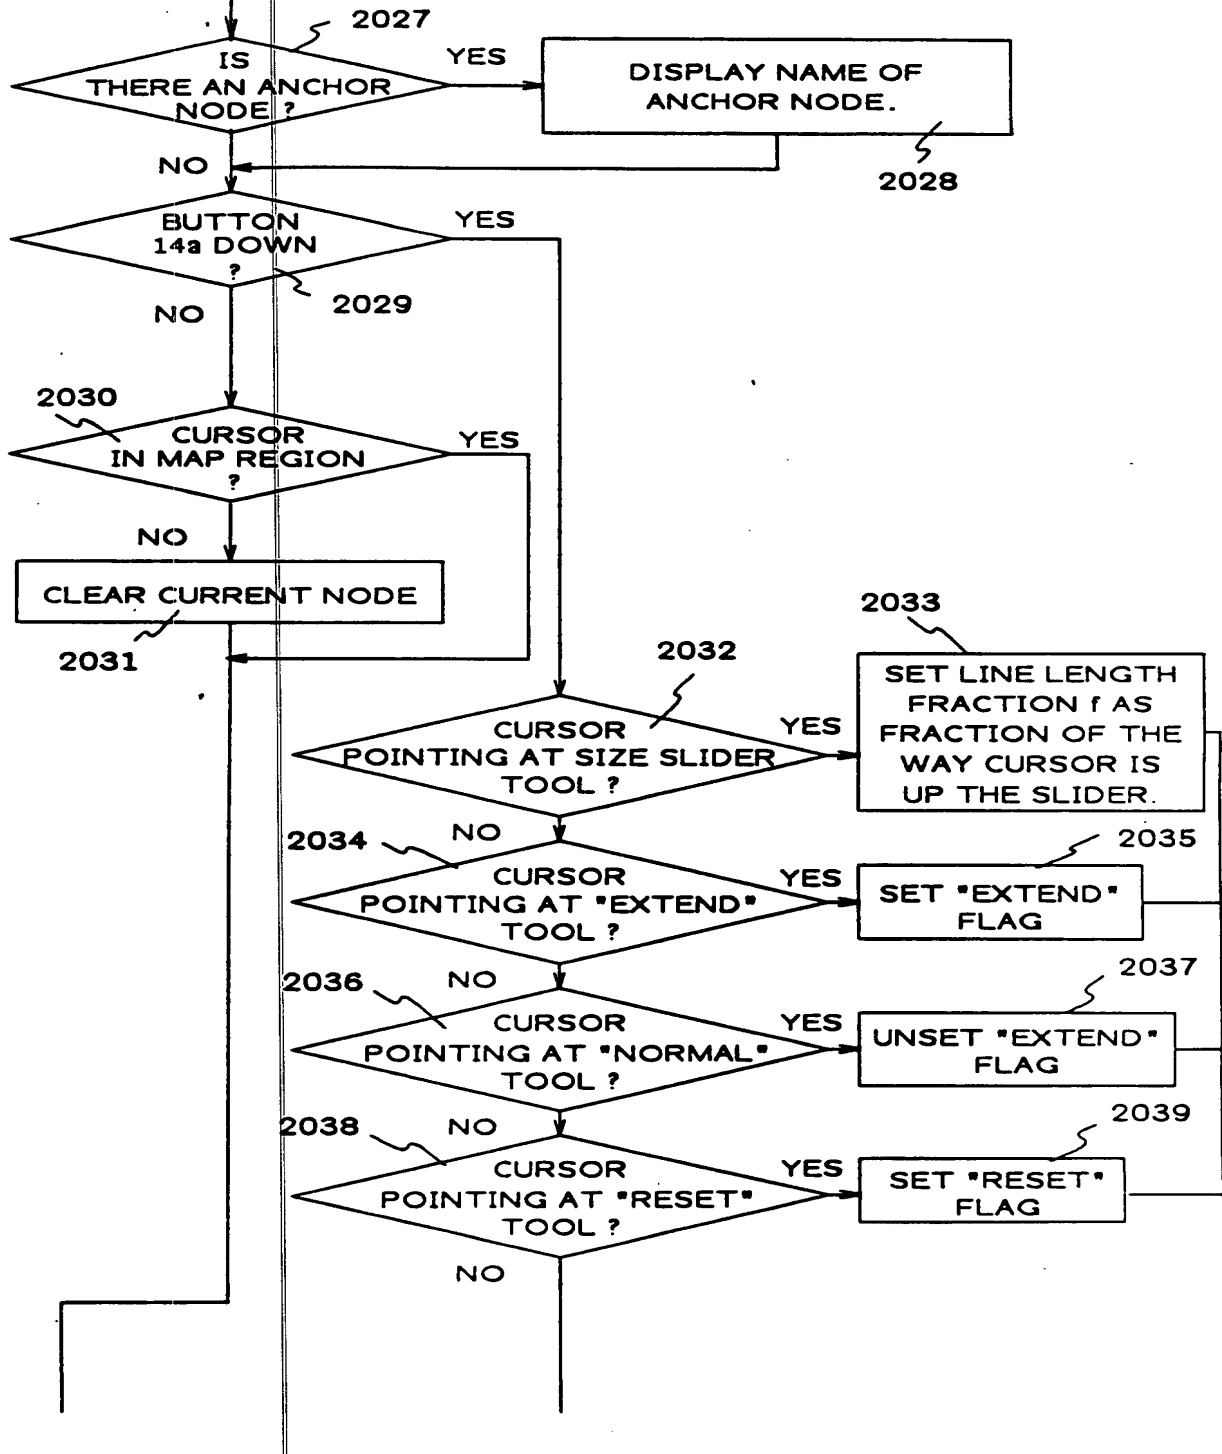 2027
IS
THERE AN ANCHOR
NODE ?
YES
DISPLAY NAME OF
ANCHOR NODE.
2028
NO
BUTTON
14a DOWN
?
YES
2029
NO
2030
CURSOR
IN MAP REGION
?
YES
NO
CLEAR CURRENT NODE
2031
2032
CURSOR
POINTING AT SIZE SLIDER
TOOL ?
YES
2033
SET LINE LENGTH
FRACTION f AS
FRACTION OF THE
WAY CURSOR IS
UP THE SLIDER.
NO
2034
CURSOR
POINTING AT "EXTEND"
TOOL ?
YES
2035
SET "EXTEND"
FLAG
NO
2036
CURSOR
POINTING AT "NORMAL"
TOOL ?
YES
2037
UNSET "EXTEND"
FLAG
NO
2038
CURSOR
POINTING AT "RESET"
TOOL ?
YES
2039
SET "RESET"
FLAG
NO